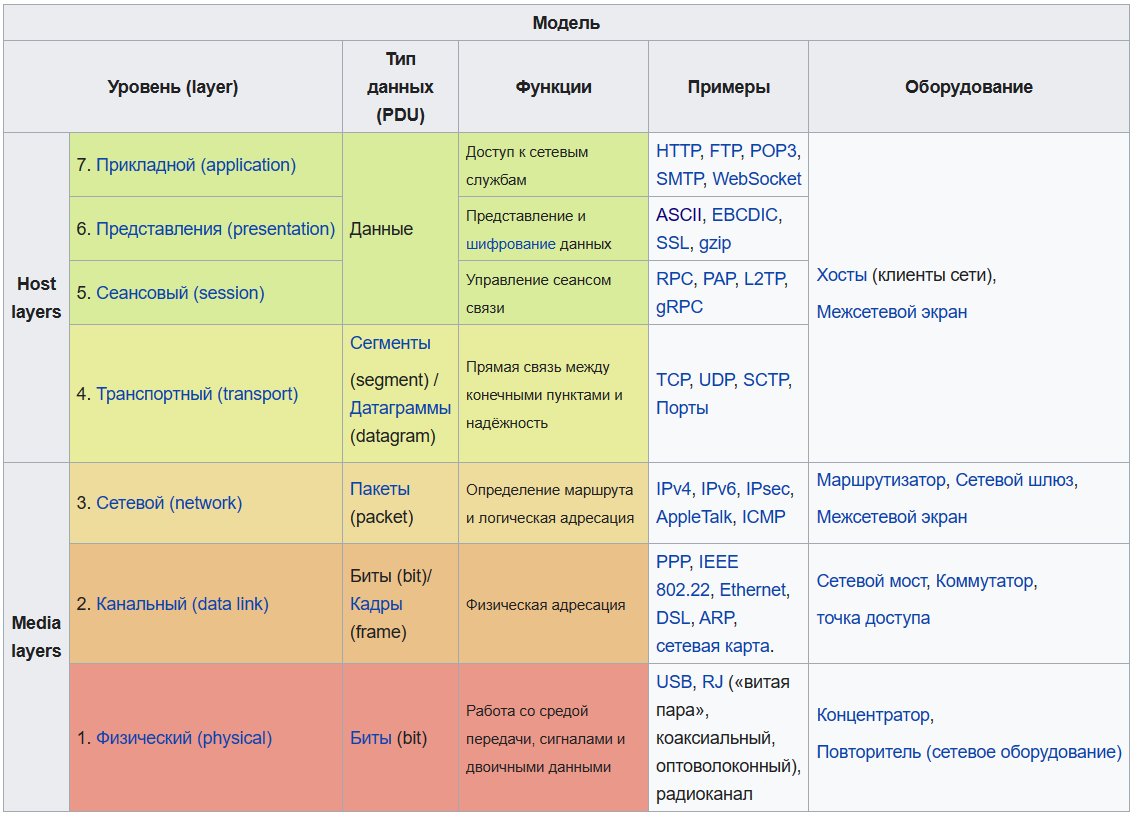 Модель
Уровень (layer)
Тип
данных
(PDU)
Функции
Примеры
Оборудование
Host
layers
7. Прикладной (application)
Данные
Доступ к сетевым
службам
HTTP, FTP, POP3,
SMTP, WebSocket
Хосты (клиенты сети),
Межсетевой экран
6. Представления (presentation)
Представление и
шифрование данных
ASCII, EBCDIC,
SSL, gzip
5. Сеансовый (session)
Управление сеансом
связи
RPC, PAP, L2TP,
gRPC
4. Транспортный (transport)
Сегменты
(segment) /
Датаграммы
(datagram)
Прямая связь между
конечными пунктами и
надёжность
TCP, UDP, SCTP,
Порты
Media
layers
3. Сетевой (network)
Пакеты
(packet)
Определение маршрута
и логическая адресация
IPv4, IPv6, IPsec,
AppleTalk, ICMP
Маршрутизатор, Сетевой шлюз,
Межсетевой экран
2. Канальный (data link)
Биты (bit)/
Кадры
(frame)
Физическая адресация
PPP, IEEE
802.22, Ethernet,
DSL, ARP,
сетевая карта.
Сетевой мост, Коммутатор,
точка доступа
1. Физический (physical)
Биты (bit)
Работа со средой
передачи, сигналами и
двоичными данными
USB, RJ («витая
пара»,
коаксиальный,
оптоволоконный),
радиоканал
Концентратор,
Повторитель (сетевое оборудование)